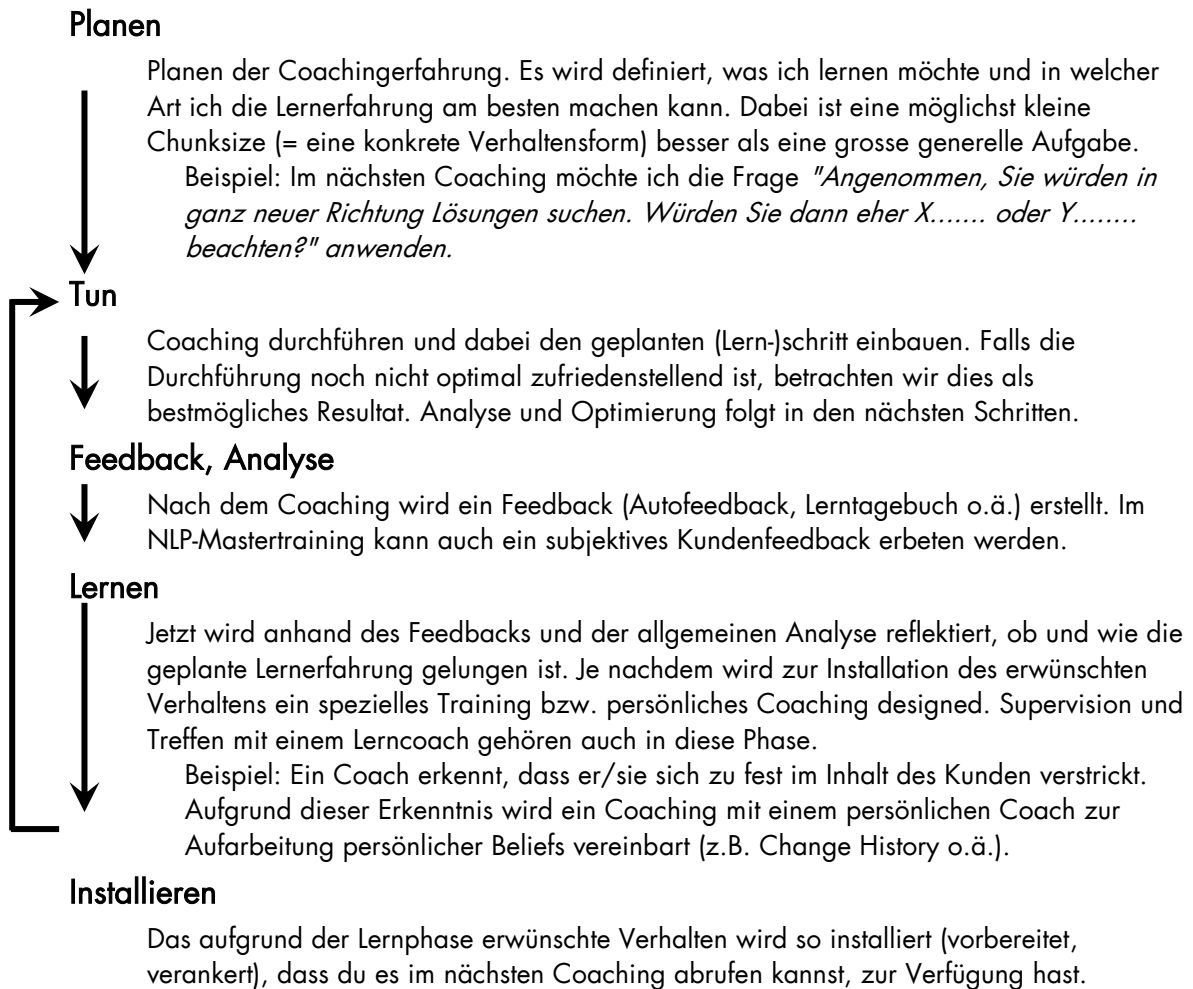 Planen
Planen der Coachingerfahrung. Es wird definiert, was ich lernen möchte und in welcher
Art ich die Lernerfahrung am besten machen kann. Dabei ist eine möglichst kleine
Chunksize (= eine konkrete Verhaltensform) besser als eine grosse generelle Aufgabe.
Beispiel: Im nächsten Coaching möchte ich die Frage "Angenommen, Sie würden in
ganz neuer Richtung Lösungen suchen. Würden Sie dann eher X....... oder Y........
beachten?" anwenden.
Tun
Coaching durchführen und dabei den geplanten (Lern-)schritt einbauen. Falls die
Durchführung noch nicht optimal zufriedenstellend ist, betrachten wir dies als
bestmögliches Resultat. Analyse und Optimierung folgt in den nächsten Schritten.
Feedback, Analyse
Nach dem Coaching wird ein Feedback (Autofeedback, Lerntagebuch o.ä.) erstellt. Im
NLP-Mastertraining kann auch ein subjektives Kundenfeedback erbeten werden.
Lernen
Jetzt wird anhand des Feedbacks und der allgemeinen Analyse reflektiert, ob und wie die
geplante Lernerfahrung gelungen ist. Je nachdem wird zur Installation des erwünschten
Verhaltens ein spezielles Training bzw. persönliches Coaching designed. Supervision und
Treffen mit einem Lerncoach gehören auch in diese Phase.
Beispiel: Ein Coach erkennt, dass er/sie sich zu fest im Inhalt des Kunden verstrickt.
Aufgrund dieser Erkenntnis wird ein Coaching mit einem persönlichen Coach zur
Aufarbeitung persönlicher Beliefs vereinbart (z.B. Change History o.ä.).
Installieren
Das aufgrund der Lernphase erwünschte Verhalten wird so installiert (vorbereitet,
verankert), dass du es im nächsten Coaching abrufen kannst, zur Verfügung hast.